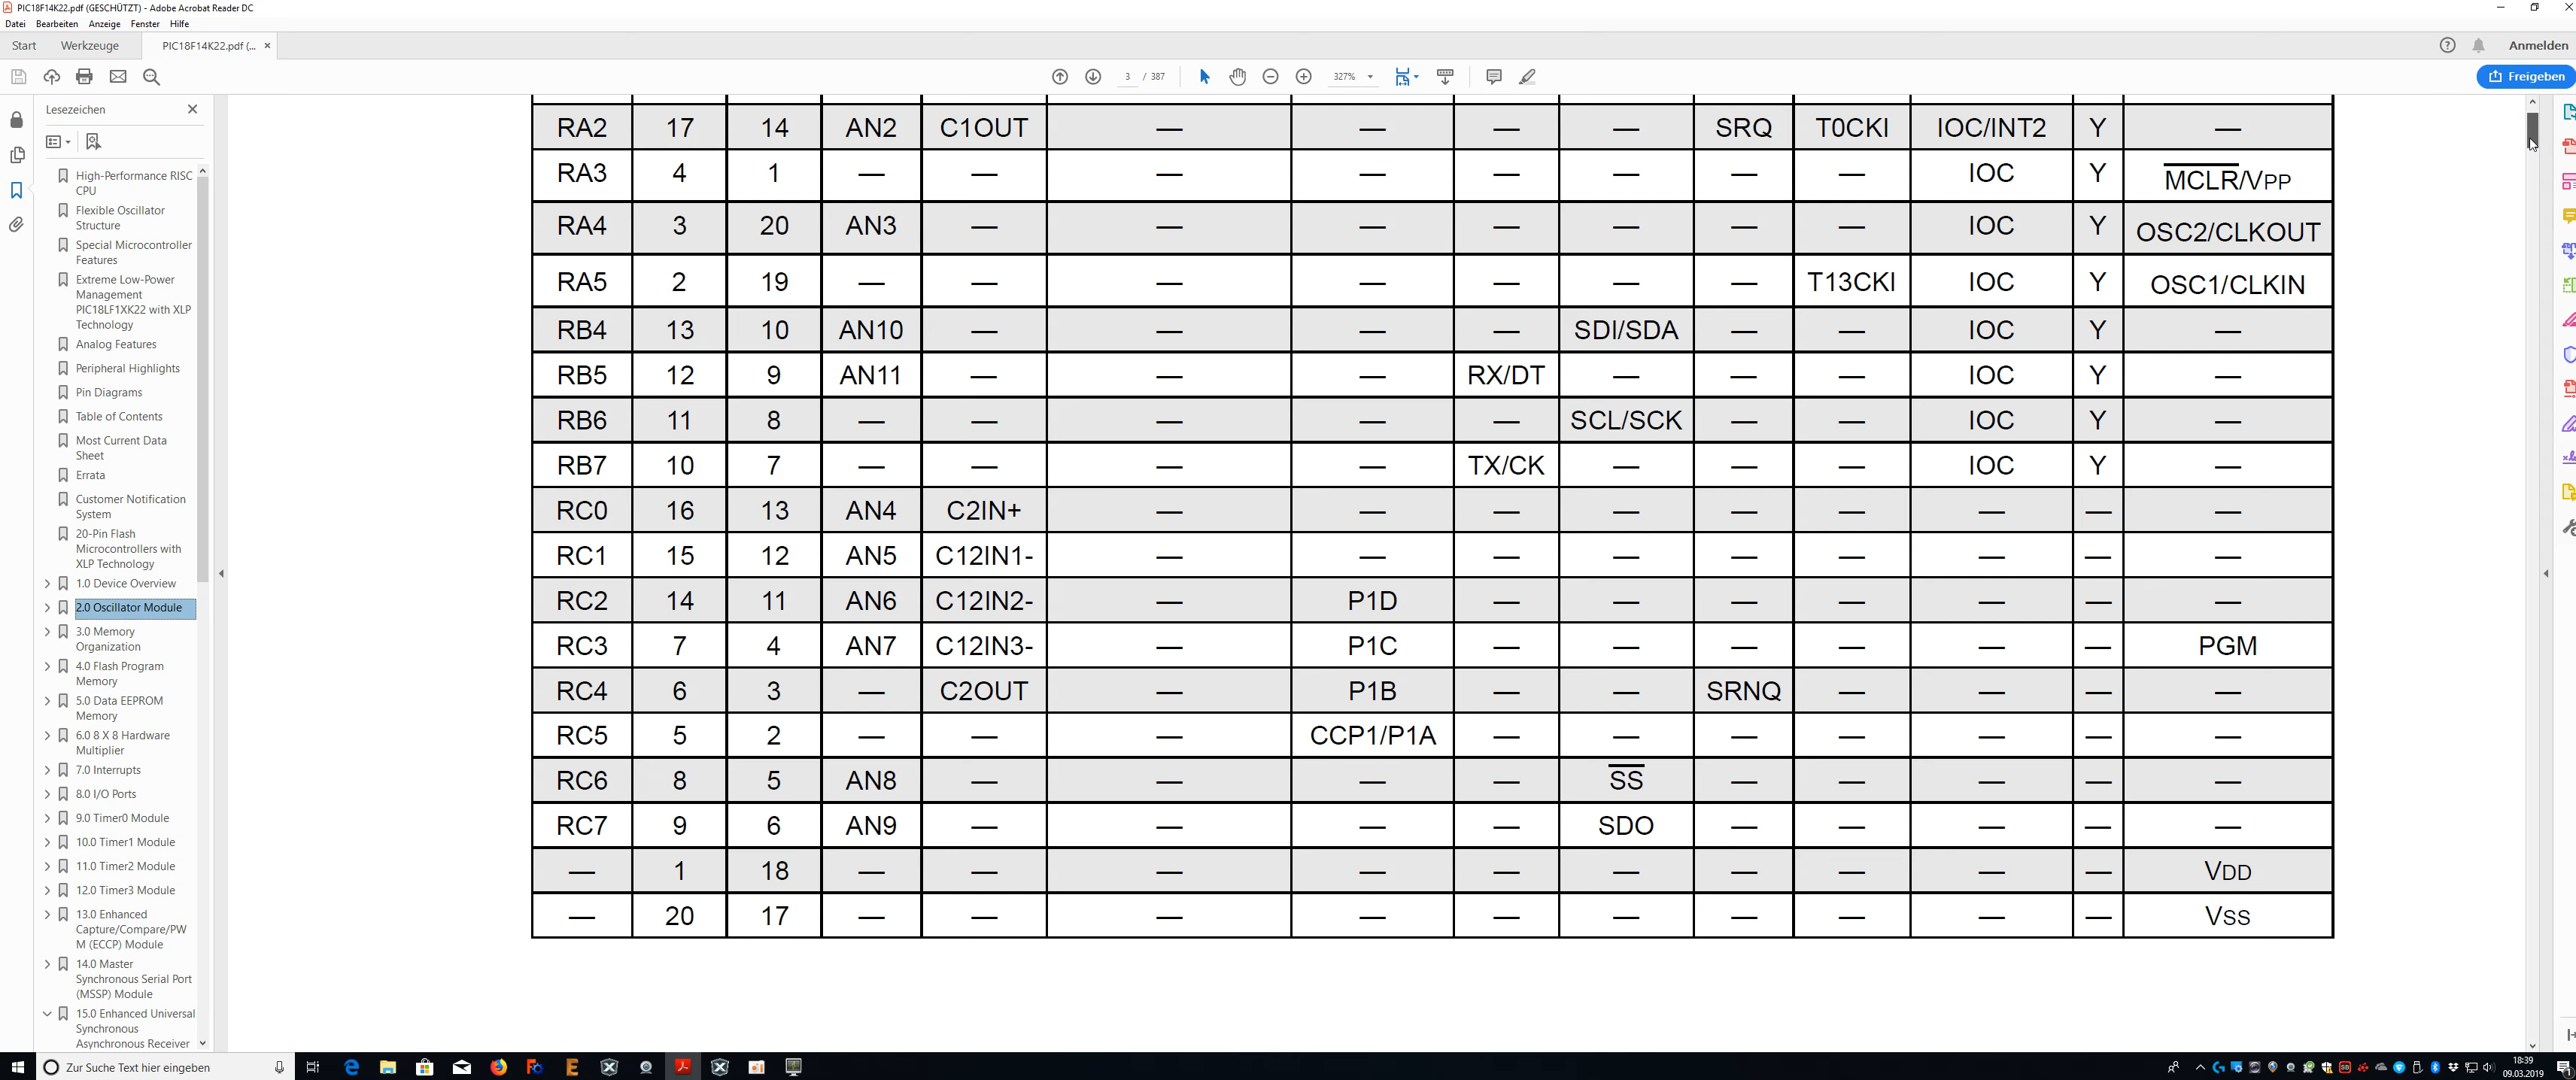 PIC18F14K22.pdf (GESCHÜTZT) - Adobe Acrobat Reader DC
Datei Bearbeiten Anzeige Fenster Hilfe
Start Werkzeuge PIC18F14K22.pdf (... × Anmelden
3 / 387 327% Freigeben
Lesezeichen
High-Performance RISC
CPU
Flexible Oscillator
Structure
Special Microcontroller
Features
Extreme Low-Power
Management
PIC18LF1XK22 with XLP
Technology
Analog Features
Peripheral Highlights
Pin Diagrams
Table of Contents
Most Current Data
Sheet
Errata
Customer Notification
System
20-Pin Flash
Microcontrollers with
XLP Technology
1.0 Device Overview
2.0 Oscillator Module
3.0 Memory
Organization
4.0 Flash Program
Memory
5.0 Data EEPROM
Memory
6.0 8 X 8 Hardware
Multiplier
7.0 Interrupts
8.0 I/O Ports
9.0 Timer0 Module
10.0 Timer1 Module
11.0 Timer2 Module
12.0 Timer3 Module
13.0 Enhanced
Capture/Compare/PW
M (ECCP) Module
14.0 Master
Synchronous Serial Port
(MSSP) Module
15.0 Enhanced Universal
Synchronous
Asynchronous Receiver
RA2 17 14 AN2 C1OUT — — — — SRQ T0CKI IOC/INT2 Y —
RA3 4 1 — — — — — — — — IOC Y MCLR/VPP
RA4 3 20 AN3 — — — — — — — IOC Y OSC2/CLKOUT
RA5 2 19 — — — — — — — T13CKI IOC Y OSC1/CLKIN
RB4 13 10 AN10 — — — — SDI/SDA — — IOC Y —
RB5 12 9 AN11 — — — RX/DT — — — IOC Y —
RB6 11 8 — — — — — SCL/SCK — — IOC Y —
RB7 10 7 — — — — TX/CK — — — IOC Y —
RC0 16 13 AN4 C2IN+ — — — — — — — — —
RC1 15 12 AN5 C12IN1- — — — — — — — — —
RC2 14 11 AN6 C12IN2- — P1D — — — — — — —
RC3 7 4 AN7 C12IN3- — P1C — — — — — — PGM
RC4 6 3 — C2OUT — P1B — — SRNQ — — — —
RC5 5 2 — — — CCP1/P1A — — — — — — —
RC6 8 5 AN8 — — — — SS — — — — —
RC7 9 6 AN9 — — — — SDO — — — — —
— 1 18 — — — — — — — — — — VDD
— 20 17 — — — — — — — — — — VSS
Zur Suche Text hier eingeben
18:39
09.03.2019